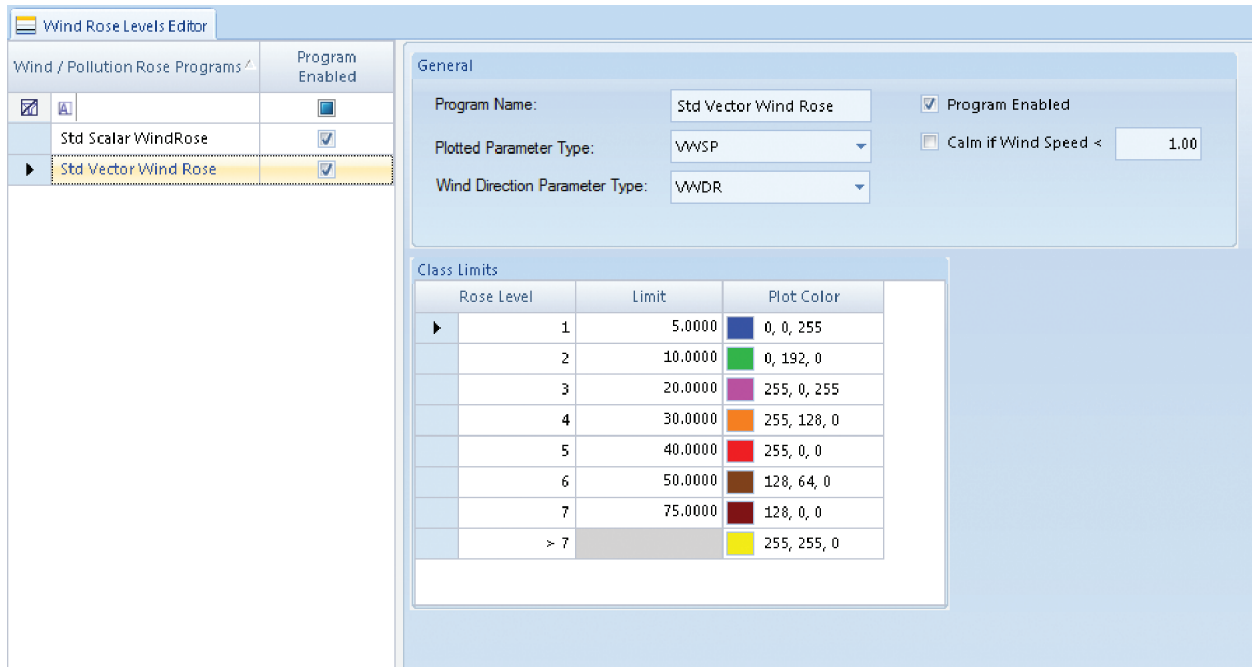 Wind Rose Levels Editor
Wind / Pollution Rose Programs
Program Enabled
A
Std Scalar WindRose
Std Vector Wind Rose
General
Program Name: Std Vector Wind Rose
Program Enabled
Plotted Parameter Type: VWSP
Calm if Wind Speed < 1.00
Wind Direction Parameter Type: VWDR
Class Limits
Rose Level Limit Plot Color
1 5.0000 0, 0, 255
2 10.0000 0, 192, 0
3 20.0000 255, 0, 255
4 30.0000 255, 128, 0
5 40.0000 255, 0, 0
6 50.0000 128, 64, 0
7 75.0000 128, 0, 0
> 7 255, 255, 0